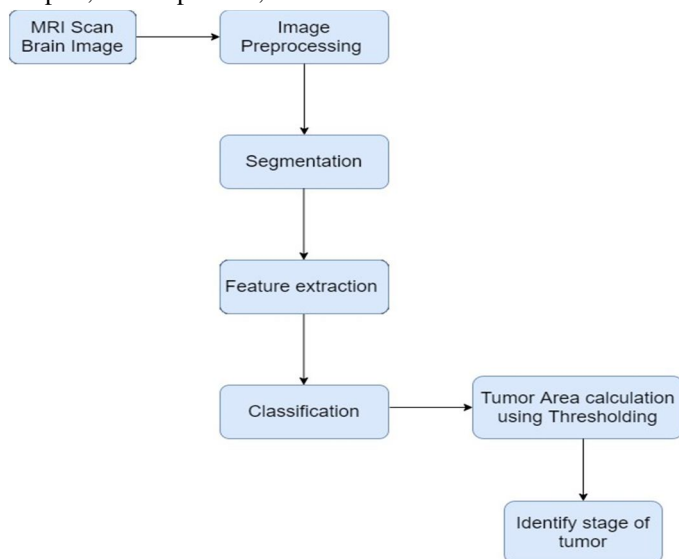 MRI Scan
Brain Image
Image
Preprocessing
Segmentation
Feature extraction
Classification
Tumor Area calculation
using Thresholding
Identify stage of
tumor